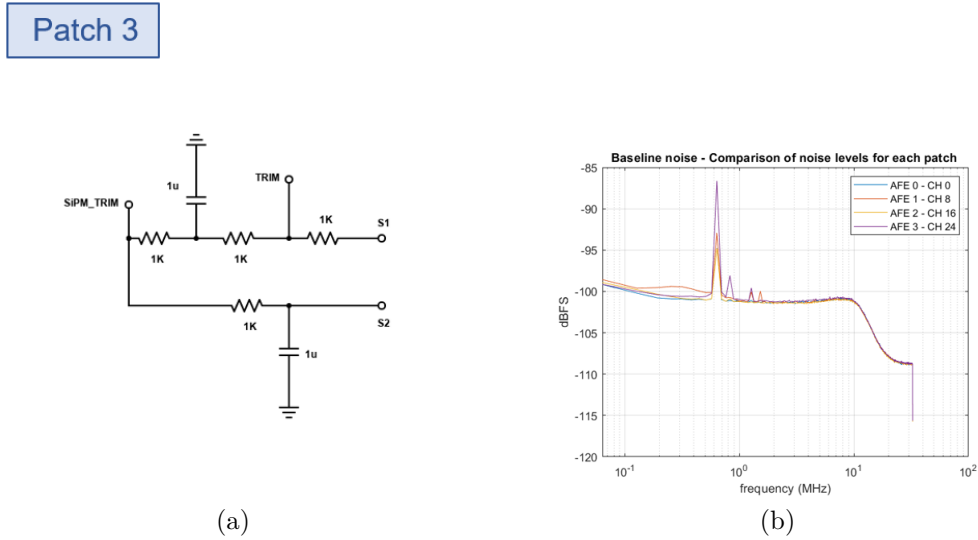 Patch 3
1u
TRIM
SiPM_TRIM
1K
S1
1K
1K
1K
S2
1u
(a)
Baseline noise - Comparison of noise levels for each patch
-85
-90
-95
-100
-105
-110
-115
-120
dBFS
AFE 0 - CH 0
AFE 1 - CH 8
AFE 2 - CH 16
AFE 3 - CH 24
10^-1
10^0
10^1
10^2
frequency (MHz)
(b)